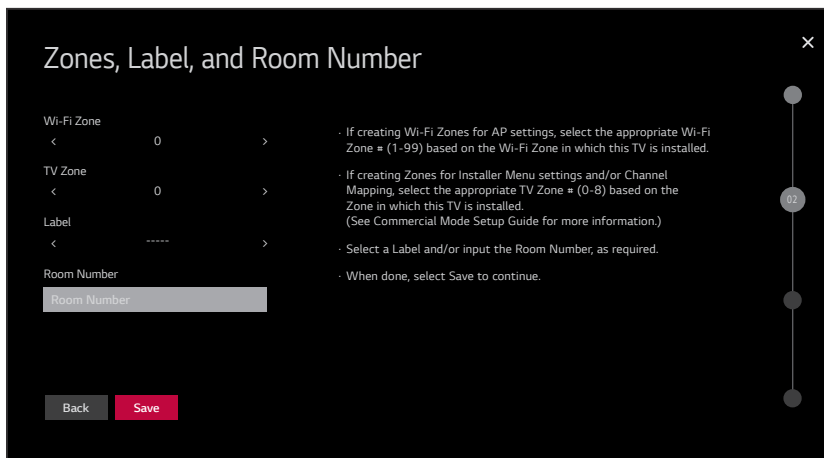 Zones, Label, and Room Number
Wi-Fi Zone
< 0 >
TV Zone
< 0 >
Label
< ----- >
Room Number
Room Number
· If creating Wi-Fi Zones for AP settings, select the appropriate Wi-Fi
Zone # (1-99) based on the Wi-Fi Zone in which this TV is installed.
· If creating Zones for Installer Menu settings and/or Channel
Mapping, select the appropriate TV Zone # (0-8) based on the
Zone in which this TV is installed.
(See Commercial Mode Setup Guide for more information.)
· Select a Label and/or input the Room Number, as required.
· When done, select Save to continue.
02
Back
Save